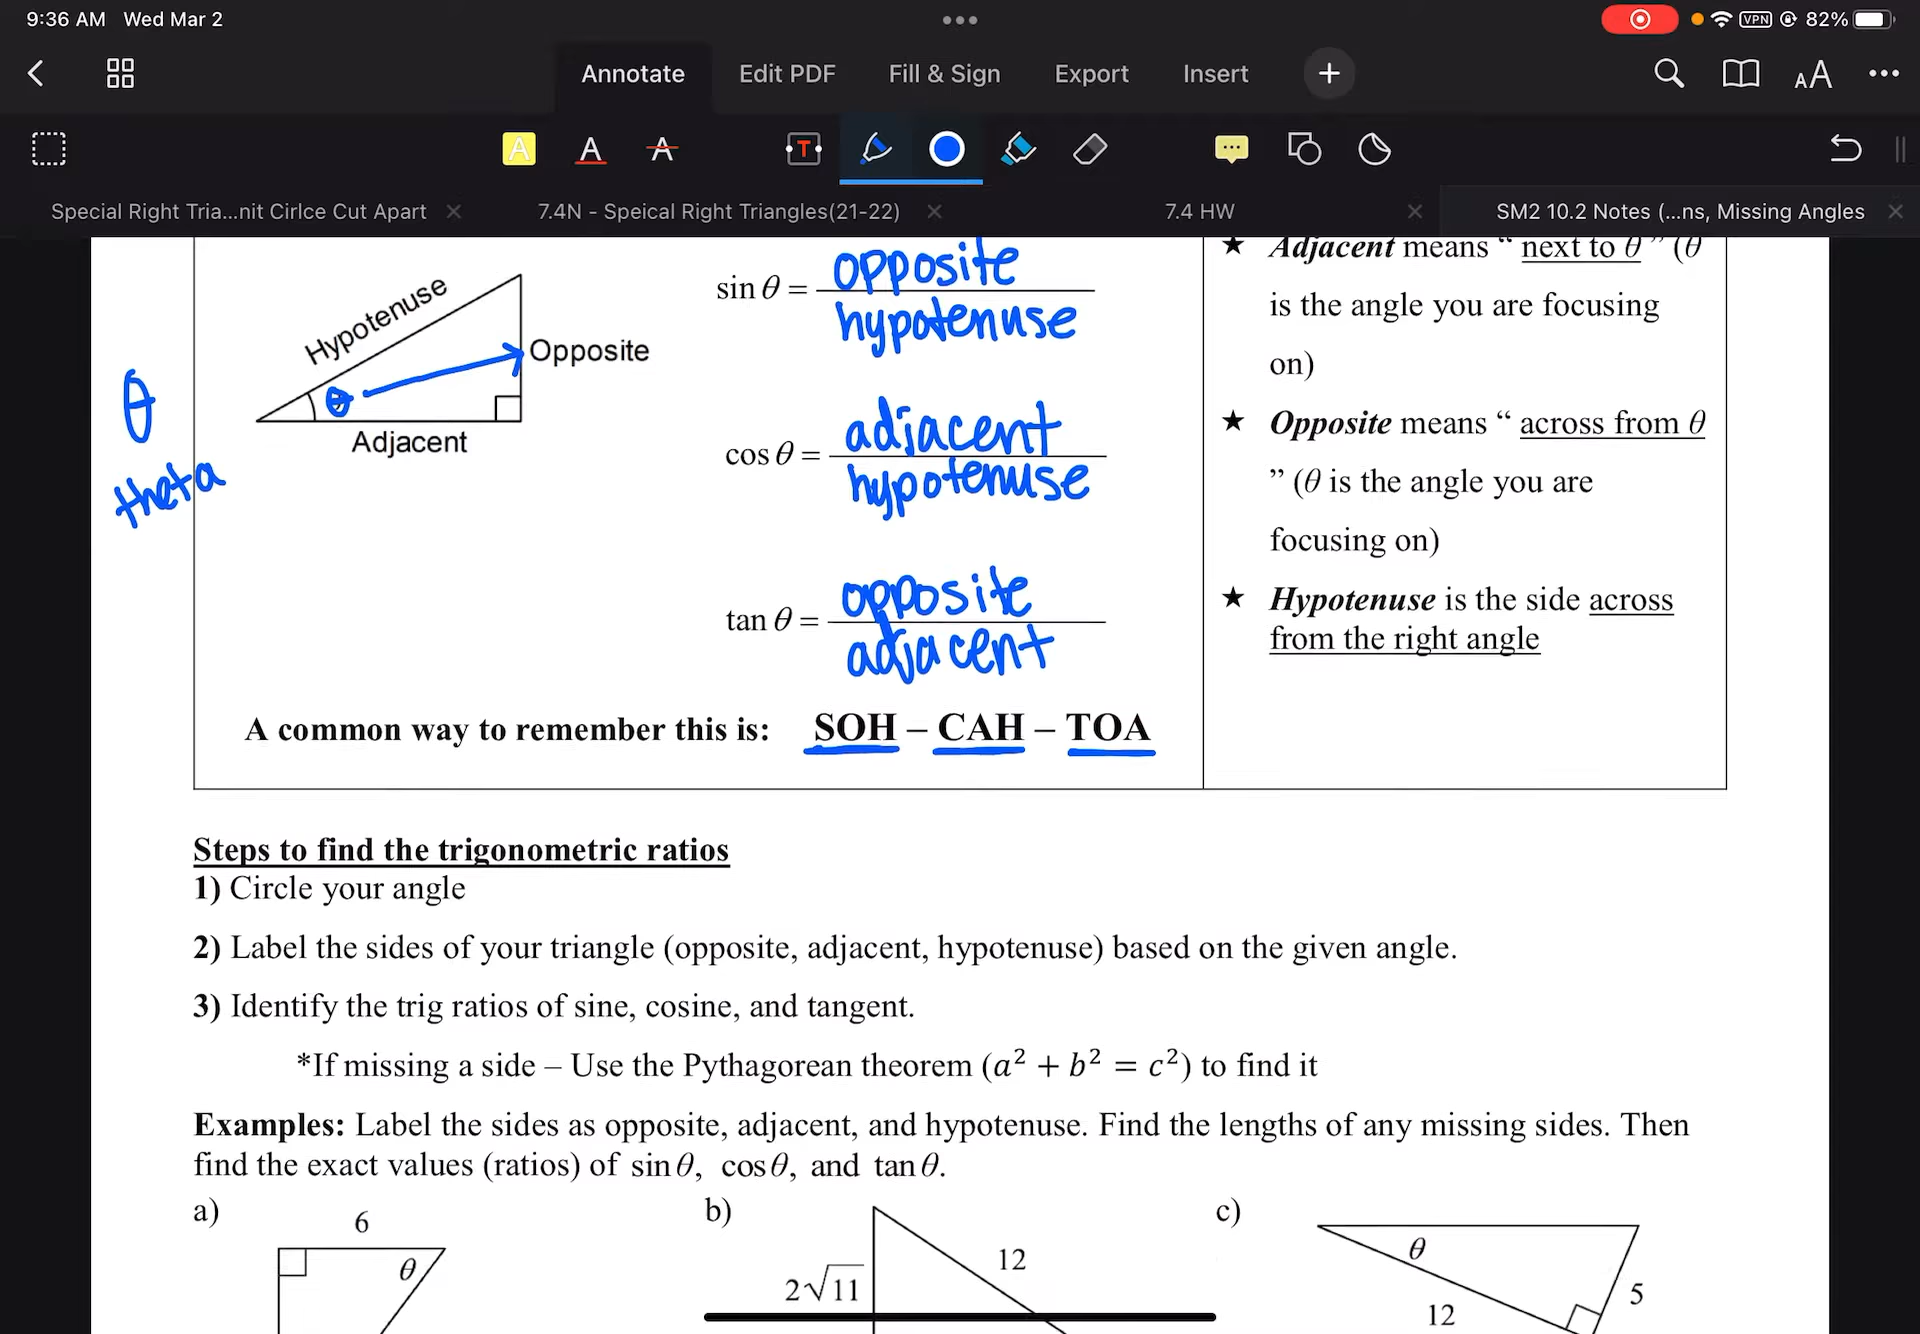 9:36 AM Wed Mar 2
VPN 82%
Annotate Edit PDF Fill & Sign Export Insert
AA
A A A T
Special Right Tria...nit Cirlce Cut Apart 7.4N - Speical Right Triangles(21-22) 7.4 HW SM2 10.2 Notes (...ns, Missing Angles
Hypotenuse
Opposite
θ
Adjacent
θ
theta
sin θ = opposite
hypotenuse
cos θ = adjacent
hypotenuse
tan θ = opposite
adjacent
A common way to remember this is: SOH – CAH – TOA
★ Adjacent means “ next to θ ” (θ
is the angle you are focusing
on)
★ Opposite means “ across from θ
” (θ is the angle you are
focusing on)
★ Hypotenuse is the side across
from the right angle
Steps to find the trigonometric ratios
1) Circle your angle
2) Label the sides of your triangle (opposite, adjacent, hypotenuse) based on the given angle.
3) Identify the trig ratios of sine, cosine, and tangent.
*If missing a side – Use the Pythagorean theorem (a² + b² = c²) to find it
Examples: Label the sides as opposite, adjacent, and hypotenuse. Find the lengths of any missing sides. Then
find the exact values (ratios) of sin θ, cos θ, and tan θ.
a)
6
θ
b)
12
2√11
c)
θ
5
12